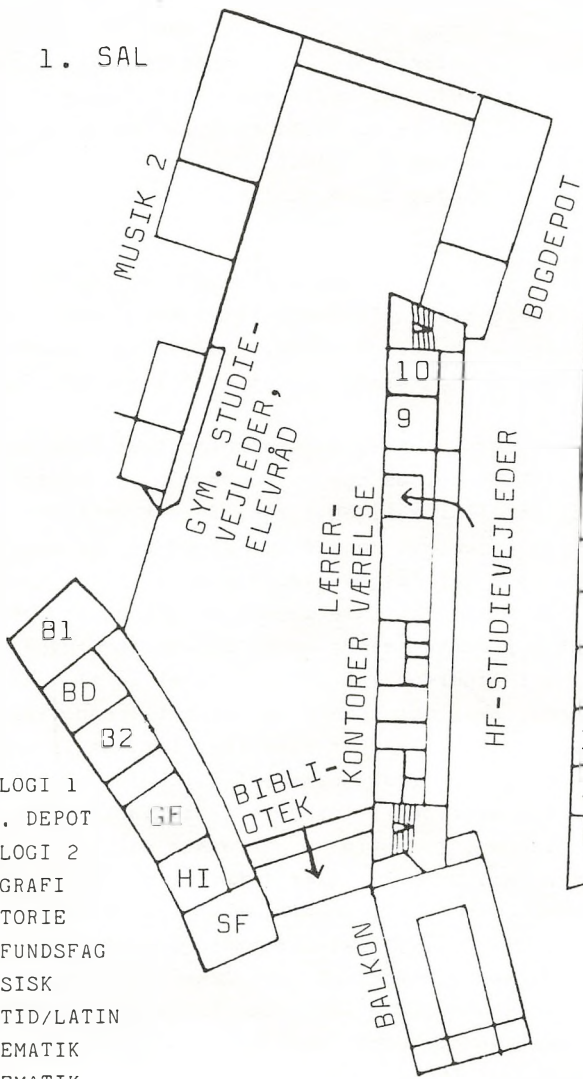 1. SAL
MUSIK 2
BOGDEPOT
GYM. STUDIE-
VEJLEDER,
ELEVRÅD
10
9
LÆRER-
VÆRELSE
KONTORER
HF-STUDIEVEJLEDER
B1
BD
B2
GE
HI
SF
BIBLI-
OTEK
BALKON
LOGI 1
. DEPOT
LOGI 2
GRAFI
TORIE
FUNDSFAG
SISK
TID/LATIN
EMATIK